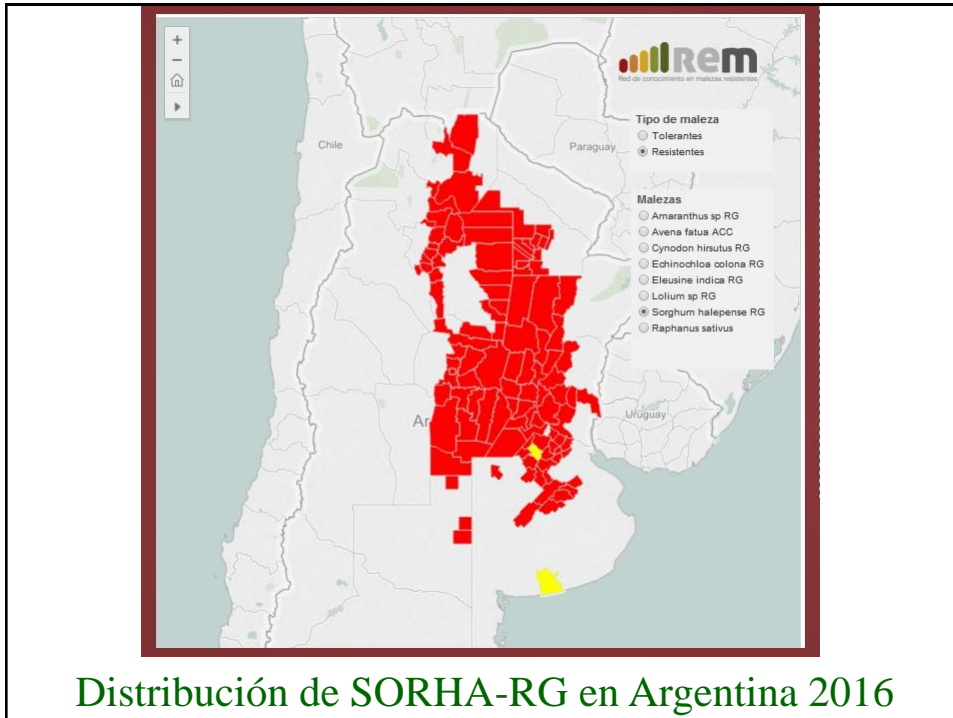 +
−
Rem
Red de conocimiento en malezas resistentes
Tipo de maleza
Tolerantes
Resistentes
Chile
Paraguay
Malezas
Amaranthus sp RG
Avena fatua ACC
Cynodon hirsutus RG
Echinochloa colona RG
Eleusine indica RG
Lolium sp RG
Sorghum halepense RG
Raphanus sativus
Ar
Uruguay
Distribución de SORHA-RG en Argentina 2016